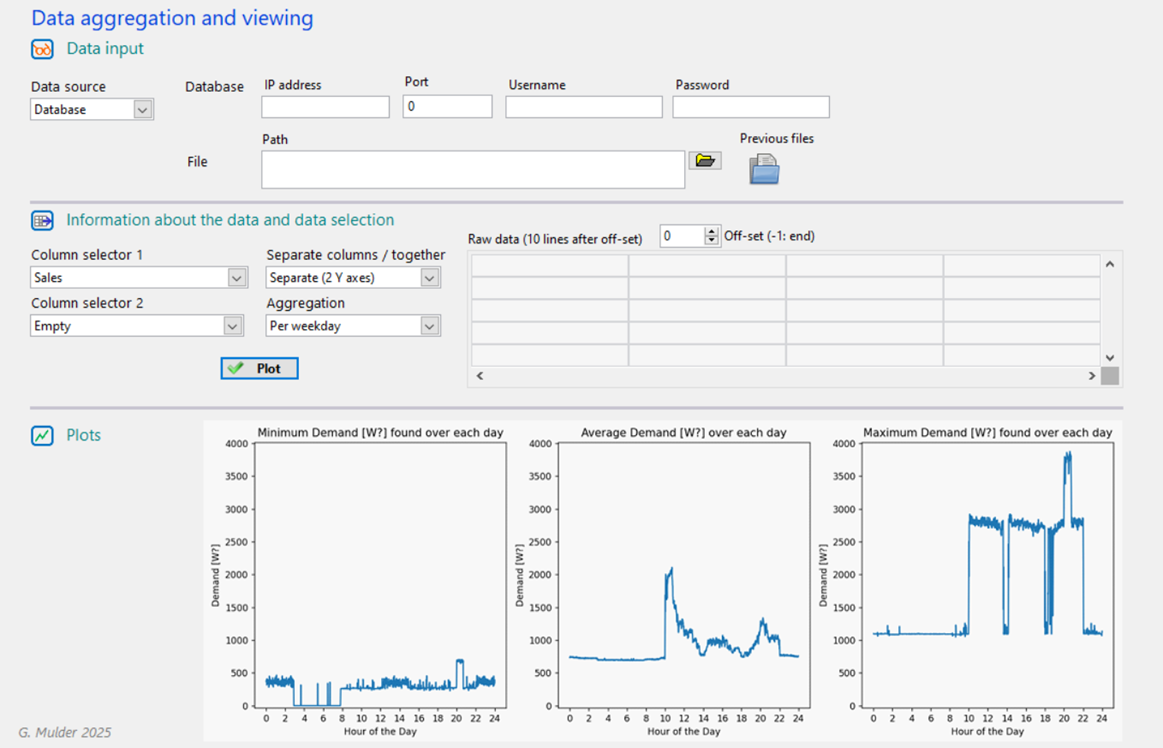 Data aggregation and viewing
Data input
Data source
Database
Database
IP address
Port
0
Username
Password
File
Path
Previous files
Information about the data and data selection
Column selector 1
Sales
Separate columns / together
Separate (2 Y axes)
Column selector 2
Empty
Aggregation
Per weekday
Plot
Raw data (10 lines after off-set)
0
Off-set (-1: end)
Plots
Minimum Demand [W?] found over each day
4000
3500
3000
2500
2000
1500
1000
500
0
Demand [W?]
0 2 4 6 8 10 12 14 16 18 20 22 24
Hour of the Day
Average Demand [W?] over each day
4000
3500
3000
2500
2000
1500
1000
500
0
Demand [W?]
0 2 4 6 8 10 12 14 16 18 20 22 24
Hour of the Day
Maximum Demand [W?] found over each day
4000
3500
3000
2500
2000
1500
1000
500
0
Demand [W?]
0 2 4 6 8 10 12 14 16 18 20 22 24
Hour of the Day
G. Mulder 2025